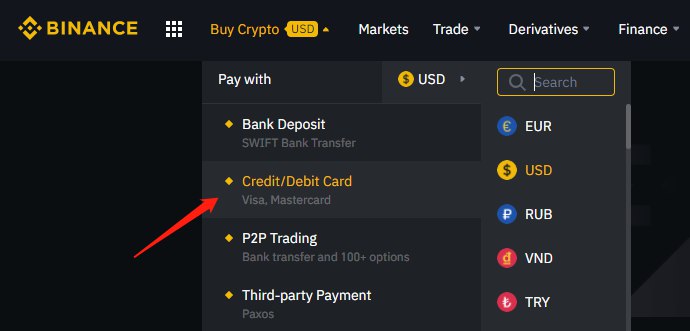 BINANCE Buy Crypto USD Markets Trade Derivatives Finance
Pay with USD Search
Bank Deposit
SWIFT Bank Transfer
EUR
Credit/Debit Card
Visa, Mastercard
USD
P2P Trading
Bank transfer and 100+ options
RUB
VND
Third-party Payment
Paxos
TRY